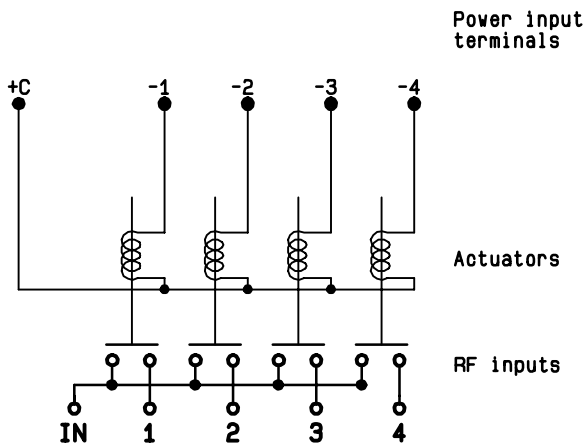 Power input
terminals
+C -1 -2 -3 -4
Actuators
RF inputs
IN 1 2 3 4